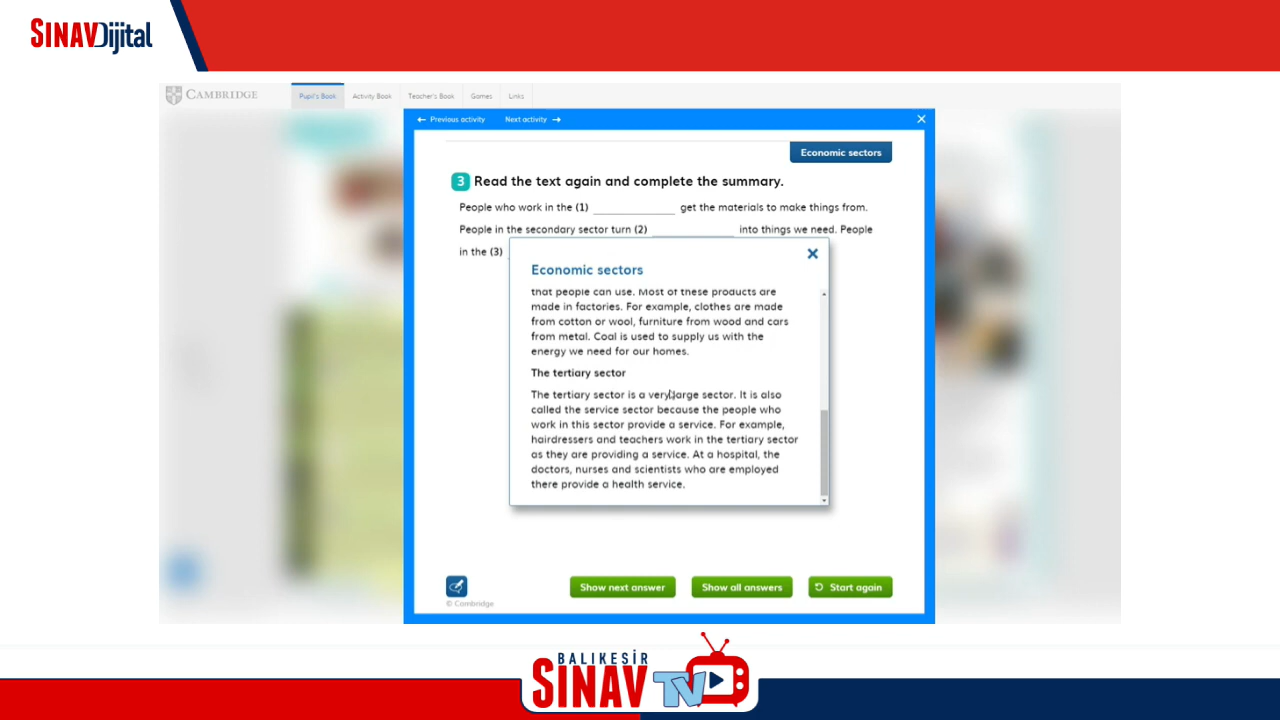 SINAVDijital
CAMBRIDGE
Pupil's Book Activity Book Teacher's Book Games Links
← Previous activity Next activity →
Economic sectors
3 Read the text again and complete the summary.
People who work in the (1) ____________ get the materials to make things from.
People in the secondary sector turn (2) ____________ into things we need. People
in the (3)
Economic sectors
that people can use. Most of these products are
made in factories. For example, clothes are made
from cotton or wool, furniture from wood and cars
from metal. Coal is used to supply us with the
energy we need for our homes.
The tertiary sector
The tertiary sector is a very large sector. It is also
called the service sector because the people who
work in this sector provide a service. For example,
hairdressers and teachers work in the tertiary sector
as they are providing a service. At a hospital, the
doctors, nurses and scientists who are employed
there provide a health service.
Show next answer Show all answers Start again
© Cambridge
BALIKESİR
SINAV TV